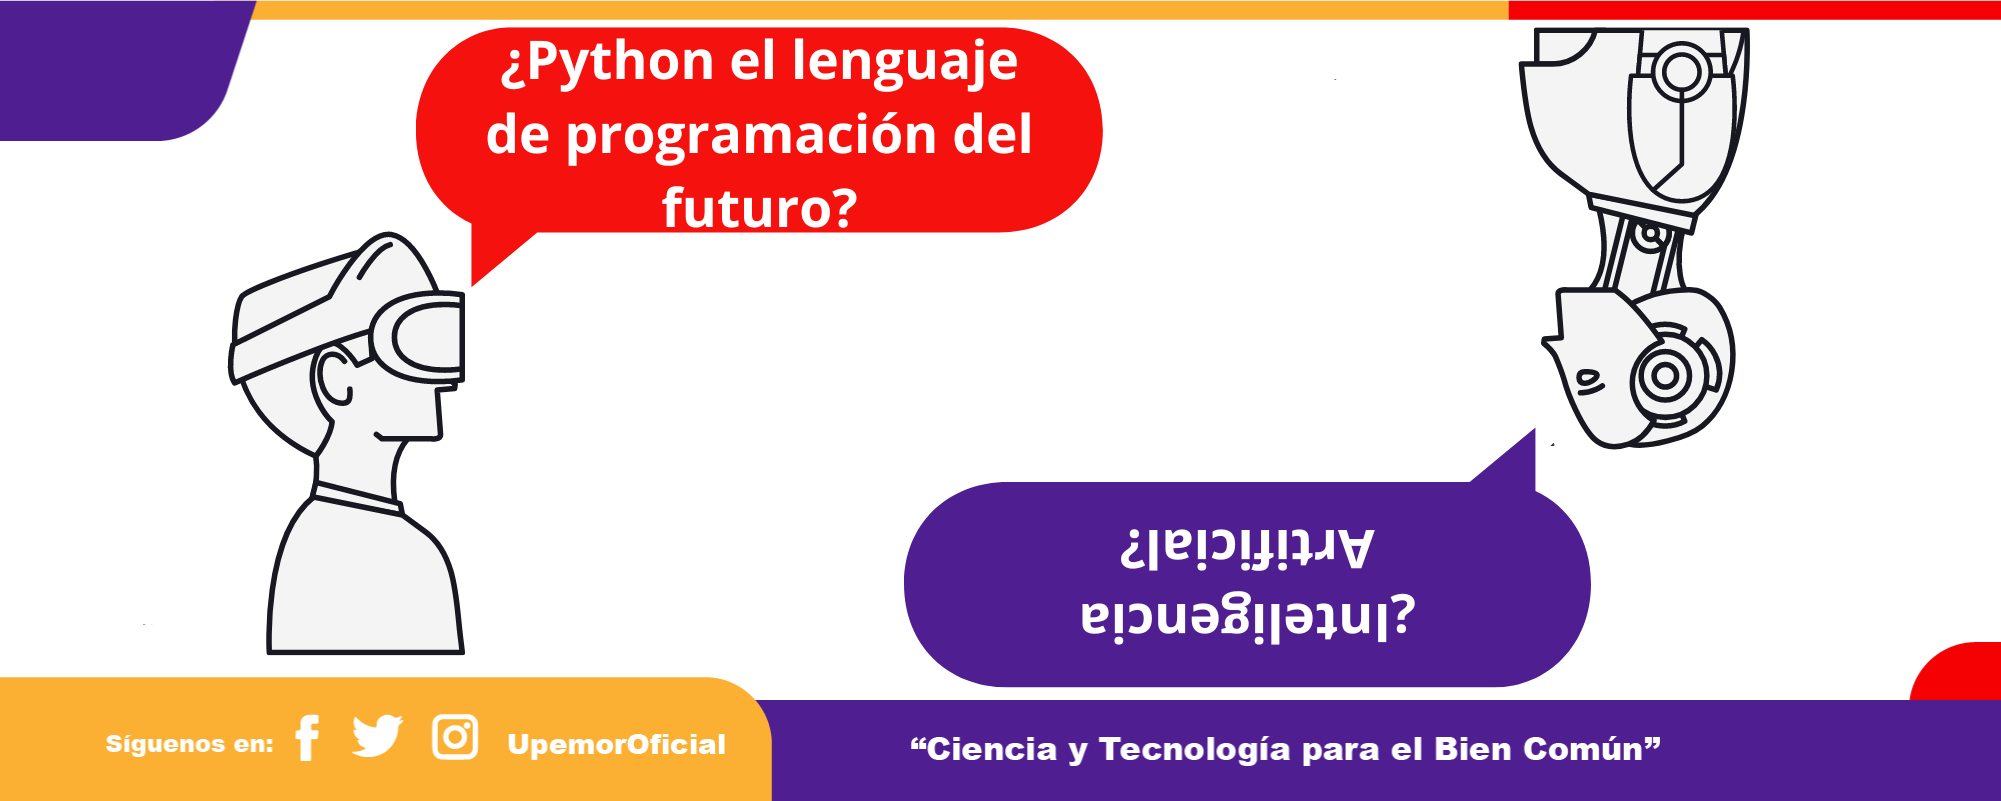 ¿Python el lenguaje
de programación del
futuro?
¿Inteligencia
Artificial?
Síguenos en:
UpemorOficial
“Ciencia y Tecnología para el Bien Común”